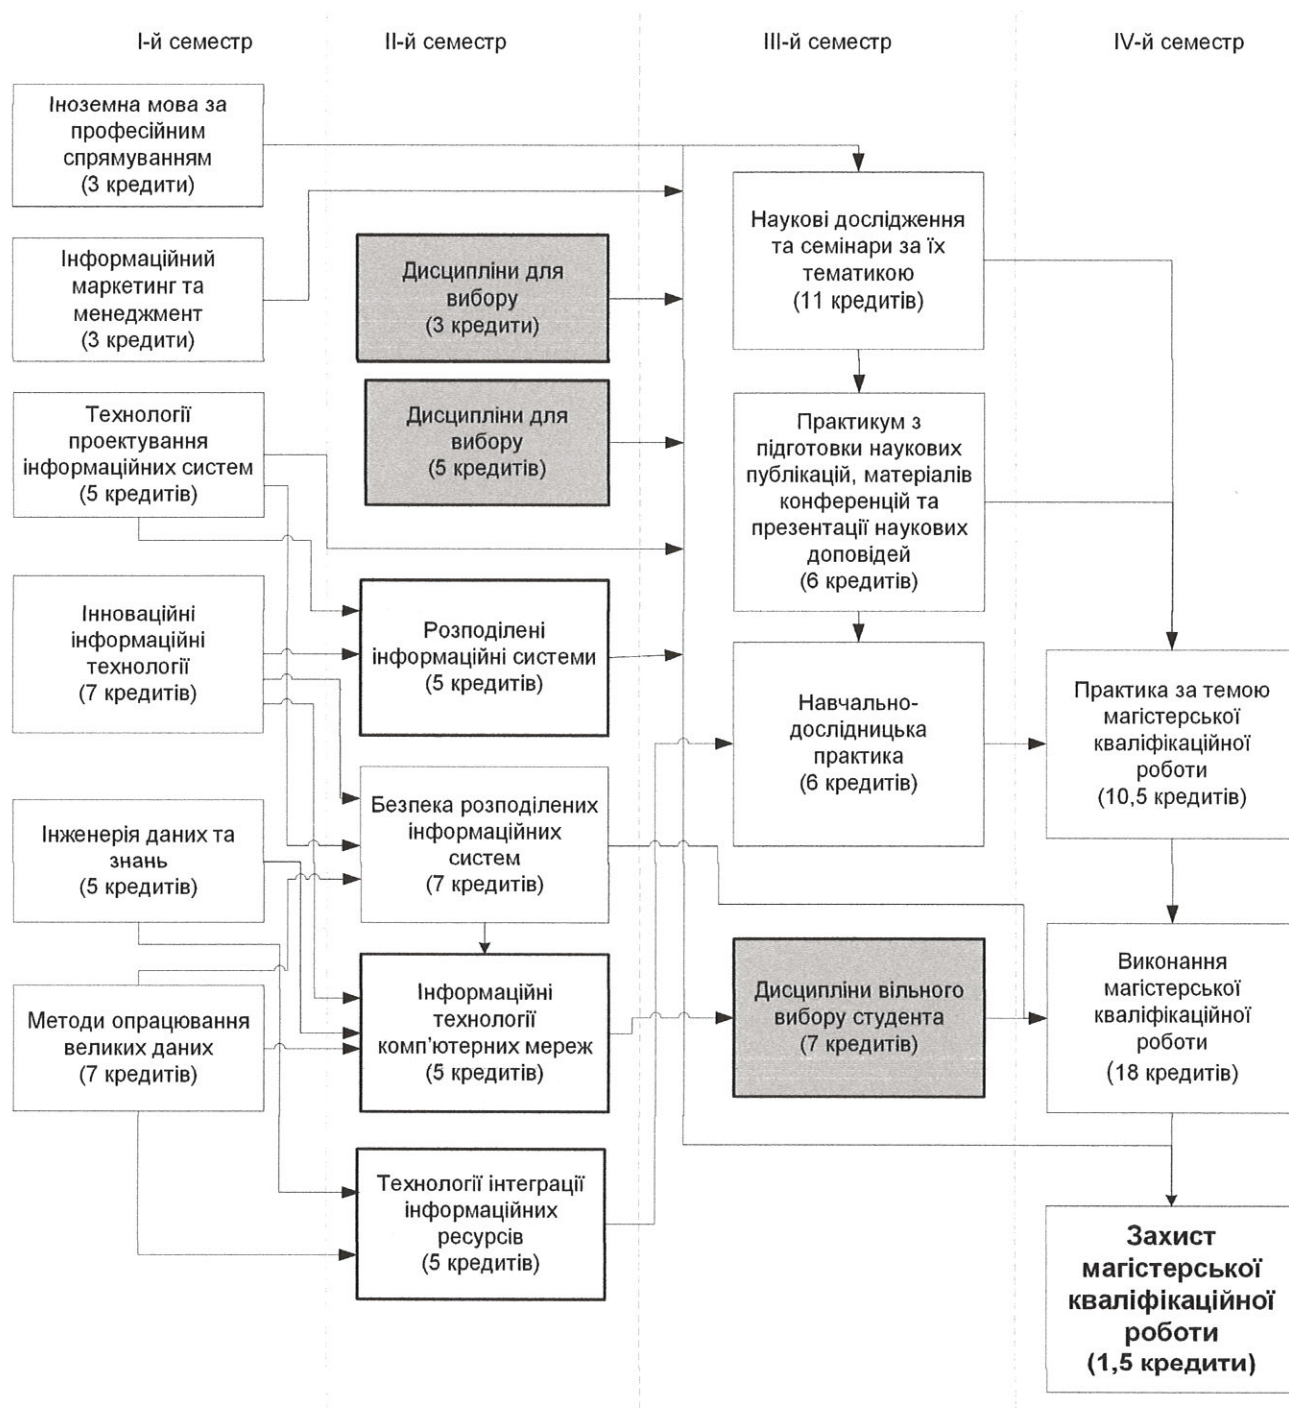 І-й семестр
ІІ-й семестр
ІІІ-й семестр
IV-й семестр
Іноземна мова за
професійним
спрямуванням
(3 кредити)
Інформаційний
маркетинг та
менеджмент
(3 кредити)
Технології
проектування
інформаційних систем
(5 кредитів)
Інноваційні
інформаційні
технології
(7 кредитів)
Інженерія даних та
знань
(5 кредитів)
Методи опрацювання
великих даних
(7 кредитів)
Дисципліни для
вибору
(3 кредити)
Дисципліни для
вибору
(5 кредитів)
Розподілені
інформаційні системи
(5 кредитів)
Безпека розподілених
інформаційних
систем
(7 кредитів)
Інформаційні
технології
комп’ютерних мереж
(5 кредитів)
Технології інтеграції
інформаційних
ресурсів
(5 кредитів)
Наукові дослідження
та семінари за їх
тематикою
(11 кредитів)
Практикум з
підготовки наукових
публікацій, матеріалів
конференцій та
презентації наукових
доповідей
(6 кредитів)
Навчально-
дослідницька
практика
(6 кредитів)
Дисципліни вільного
вибору студента
(7 кредитів)
Практика за темою
магістерської
кваліфікаційної
роботи
(10,5 кредитів)
Виконання
магістерської
кваліфікаційної
роботи
(18 кредитів)
Захист
магістерської
кваліфікаційної
роботи
(1,5 кредити)